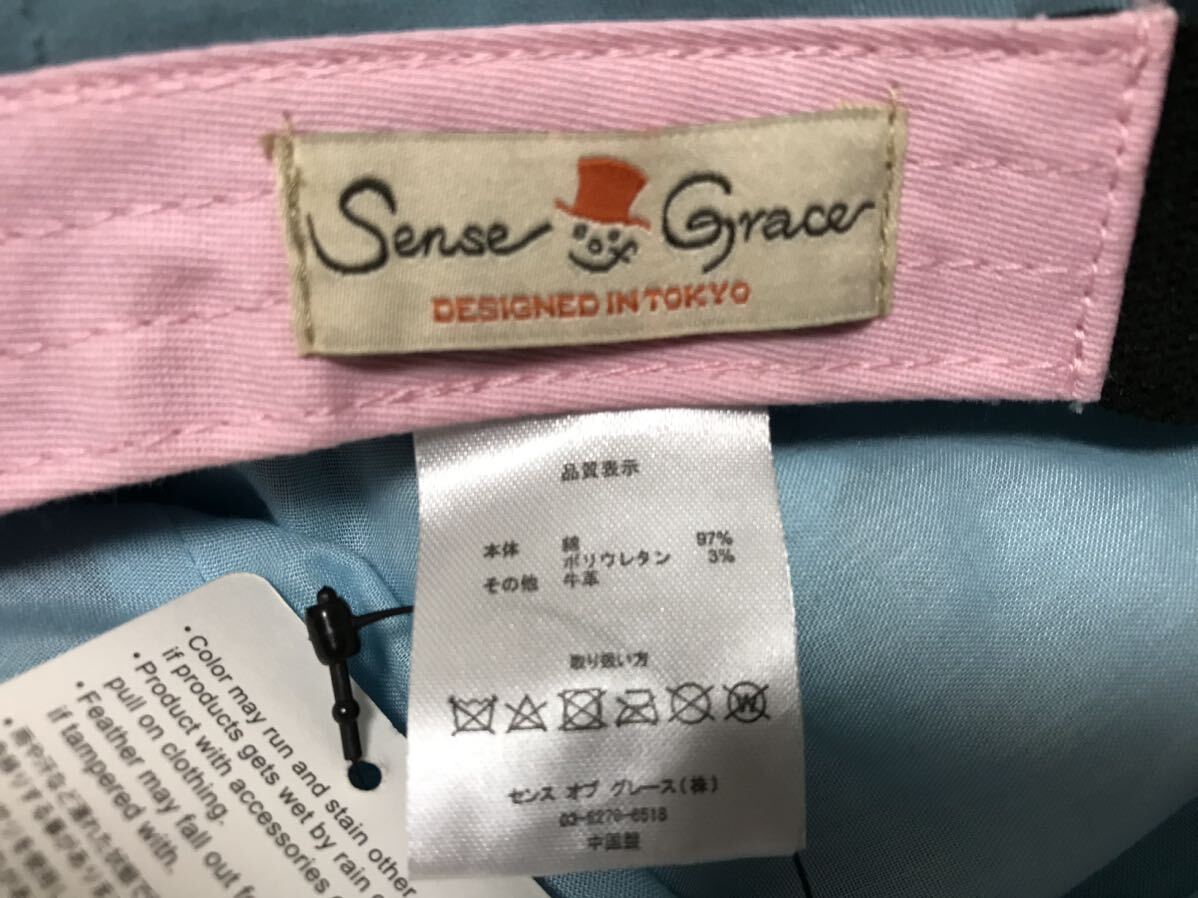 Sense Grace
DESIGNED IN TOKYO
品質表示
本体 綿 97%
ポリウレタン 3%
その他 牛革
取り扱い方
W
センス オブ グレース(株)
03-6270-6518
中国製
・Color may run and stain other
if products gets wet by rain
・Product with accessories
pull on clothing.
・Feather may fall out
if tampered with.